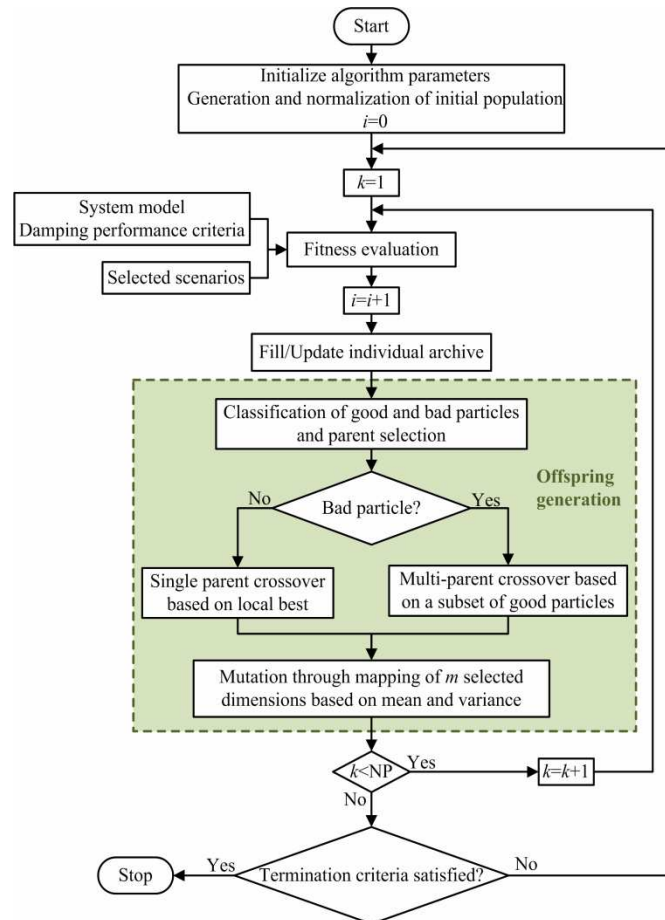 Start
Initialize algorithm parameters
Generation and normalization of initial population
i=0
k=1
System model
Damping performance criteria
Selected scenarios
Fitness evaluation
i=i+1
Fill/Update individual archive
Classification of good and bad particles
and parent selection
Offspring
generation
No
Bad particle?
Yes
Single parent crossover
based on local best
Multi-parent crossover based
on a subset of good particles
Mutation through mapping of m selected
dimensions based on mean and variance
k<NP
Yes
k=k+1
No
Stop
Yes
Termination criteria satisfied?
No